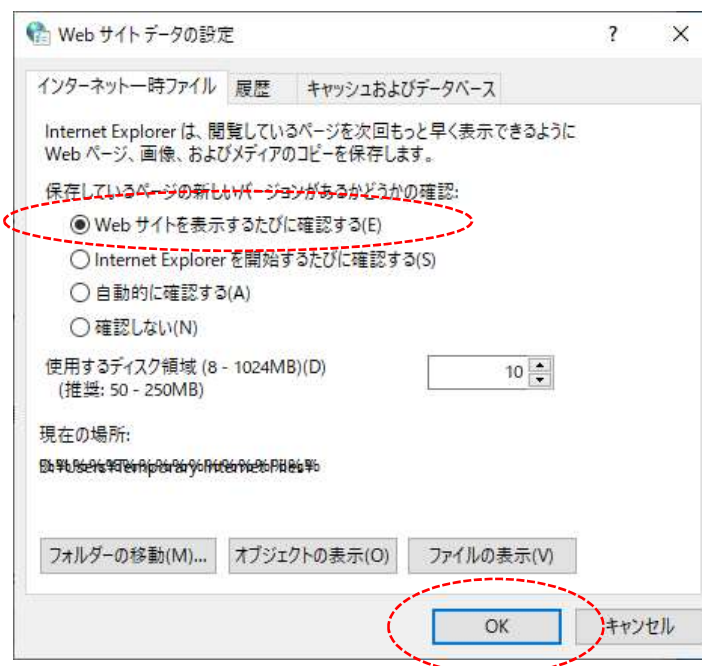 Web サイト データの設定
? ×
インターネット一時ファイル 履歴 キャッシュおよびデータベース
Internet Explorer は、閲覧しているページを次回もっと早く表示できるように
Web ページ、画像、およびメディアのコピーを保存します。
保存しているページの新しいバージョンがあるかどうかの確認:
Web サイトを表示するたびに確認する(E)
Internet Explorer を開始するたびに確認する(S)
自動的に確認する(A)
確認しない(N)
使用するディスク領域 (8 - 1024MB)(D) 10
(推奨: 50 - 250MB)
現在の場所:
フォルダーの移動(M)... オブジェクトの表示(O) ファイルの表示(V)
OK キャンセル